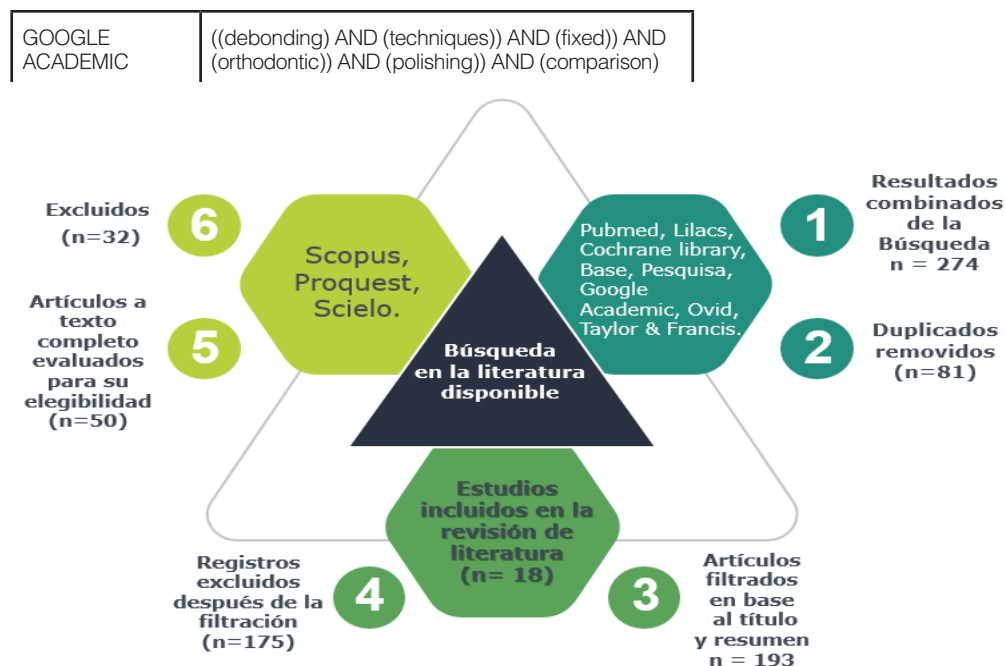 GOOGLE
ACADEMIC
((debonding) AND (techniques)) AND (fixed)) AND
(orthodontic)) AND (polishing)) AND (comparison)
Excluidos
(n=32)
6
Scopus,
Proquest,
Scielo.
Pubmed, Lilacs,
Cochrane library,
Base, Pesquisa,
Google
Academic, Ovid,
Taylor & Francis.
1
Resultados
combinados
de la
Búsqueda
n = 274
Artículos a
texto
completo
evaluados
para su
elegibilidad
(n=50)
5
Búsqueda
en la literatura
disponible
2
Duplicados
removidos
(n=81)
Registros
excluidos
después de la
filtración
(n=175)
4
Estudios
incluidos en la
revisión de
literatura
(n= 18)
3
Artículos
filtrados
en base
al título
y resumen
n = 193